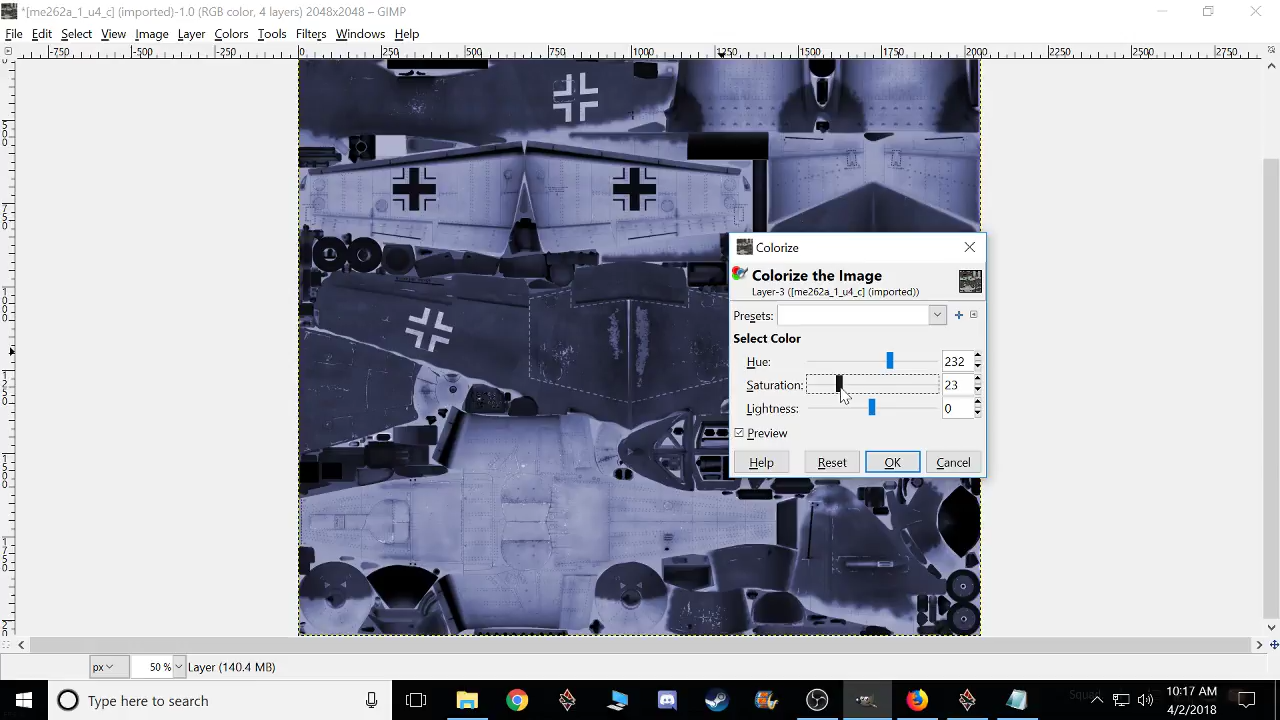 *[me262a_1_u4_c] (imported)-1.0 (RGB color, 4 layers) 2048x2048 – GIMP
File Edit Select View Image Layer Colors Tools Filters Windows Help
-750 -500 -250 0 250 500 750 1000 1250 1500 1750 2000 2250 2500 2750
Colorize
Colorize the Image
Layer-3 ([me262a_1_u4_c] (imported))
Presets:
Select Color
Hue: 232
Saturation: 23
Lightness: 0
Preview
Help Reset OK Cancel
px 50 % Layer (140.4 MB)
Type here to search
10:17 AM
4/2/2018